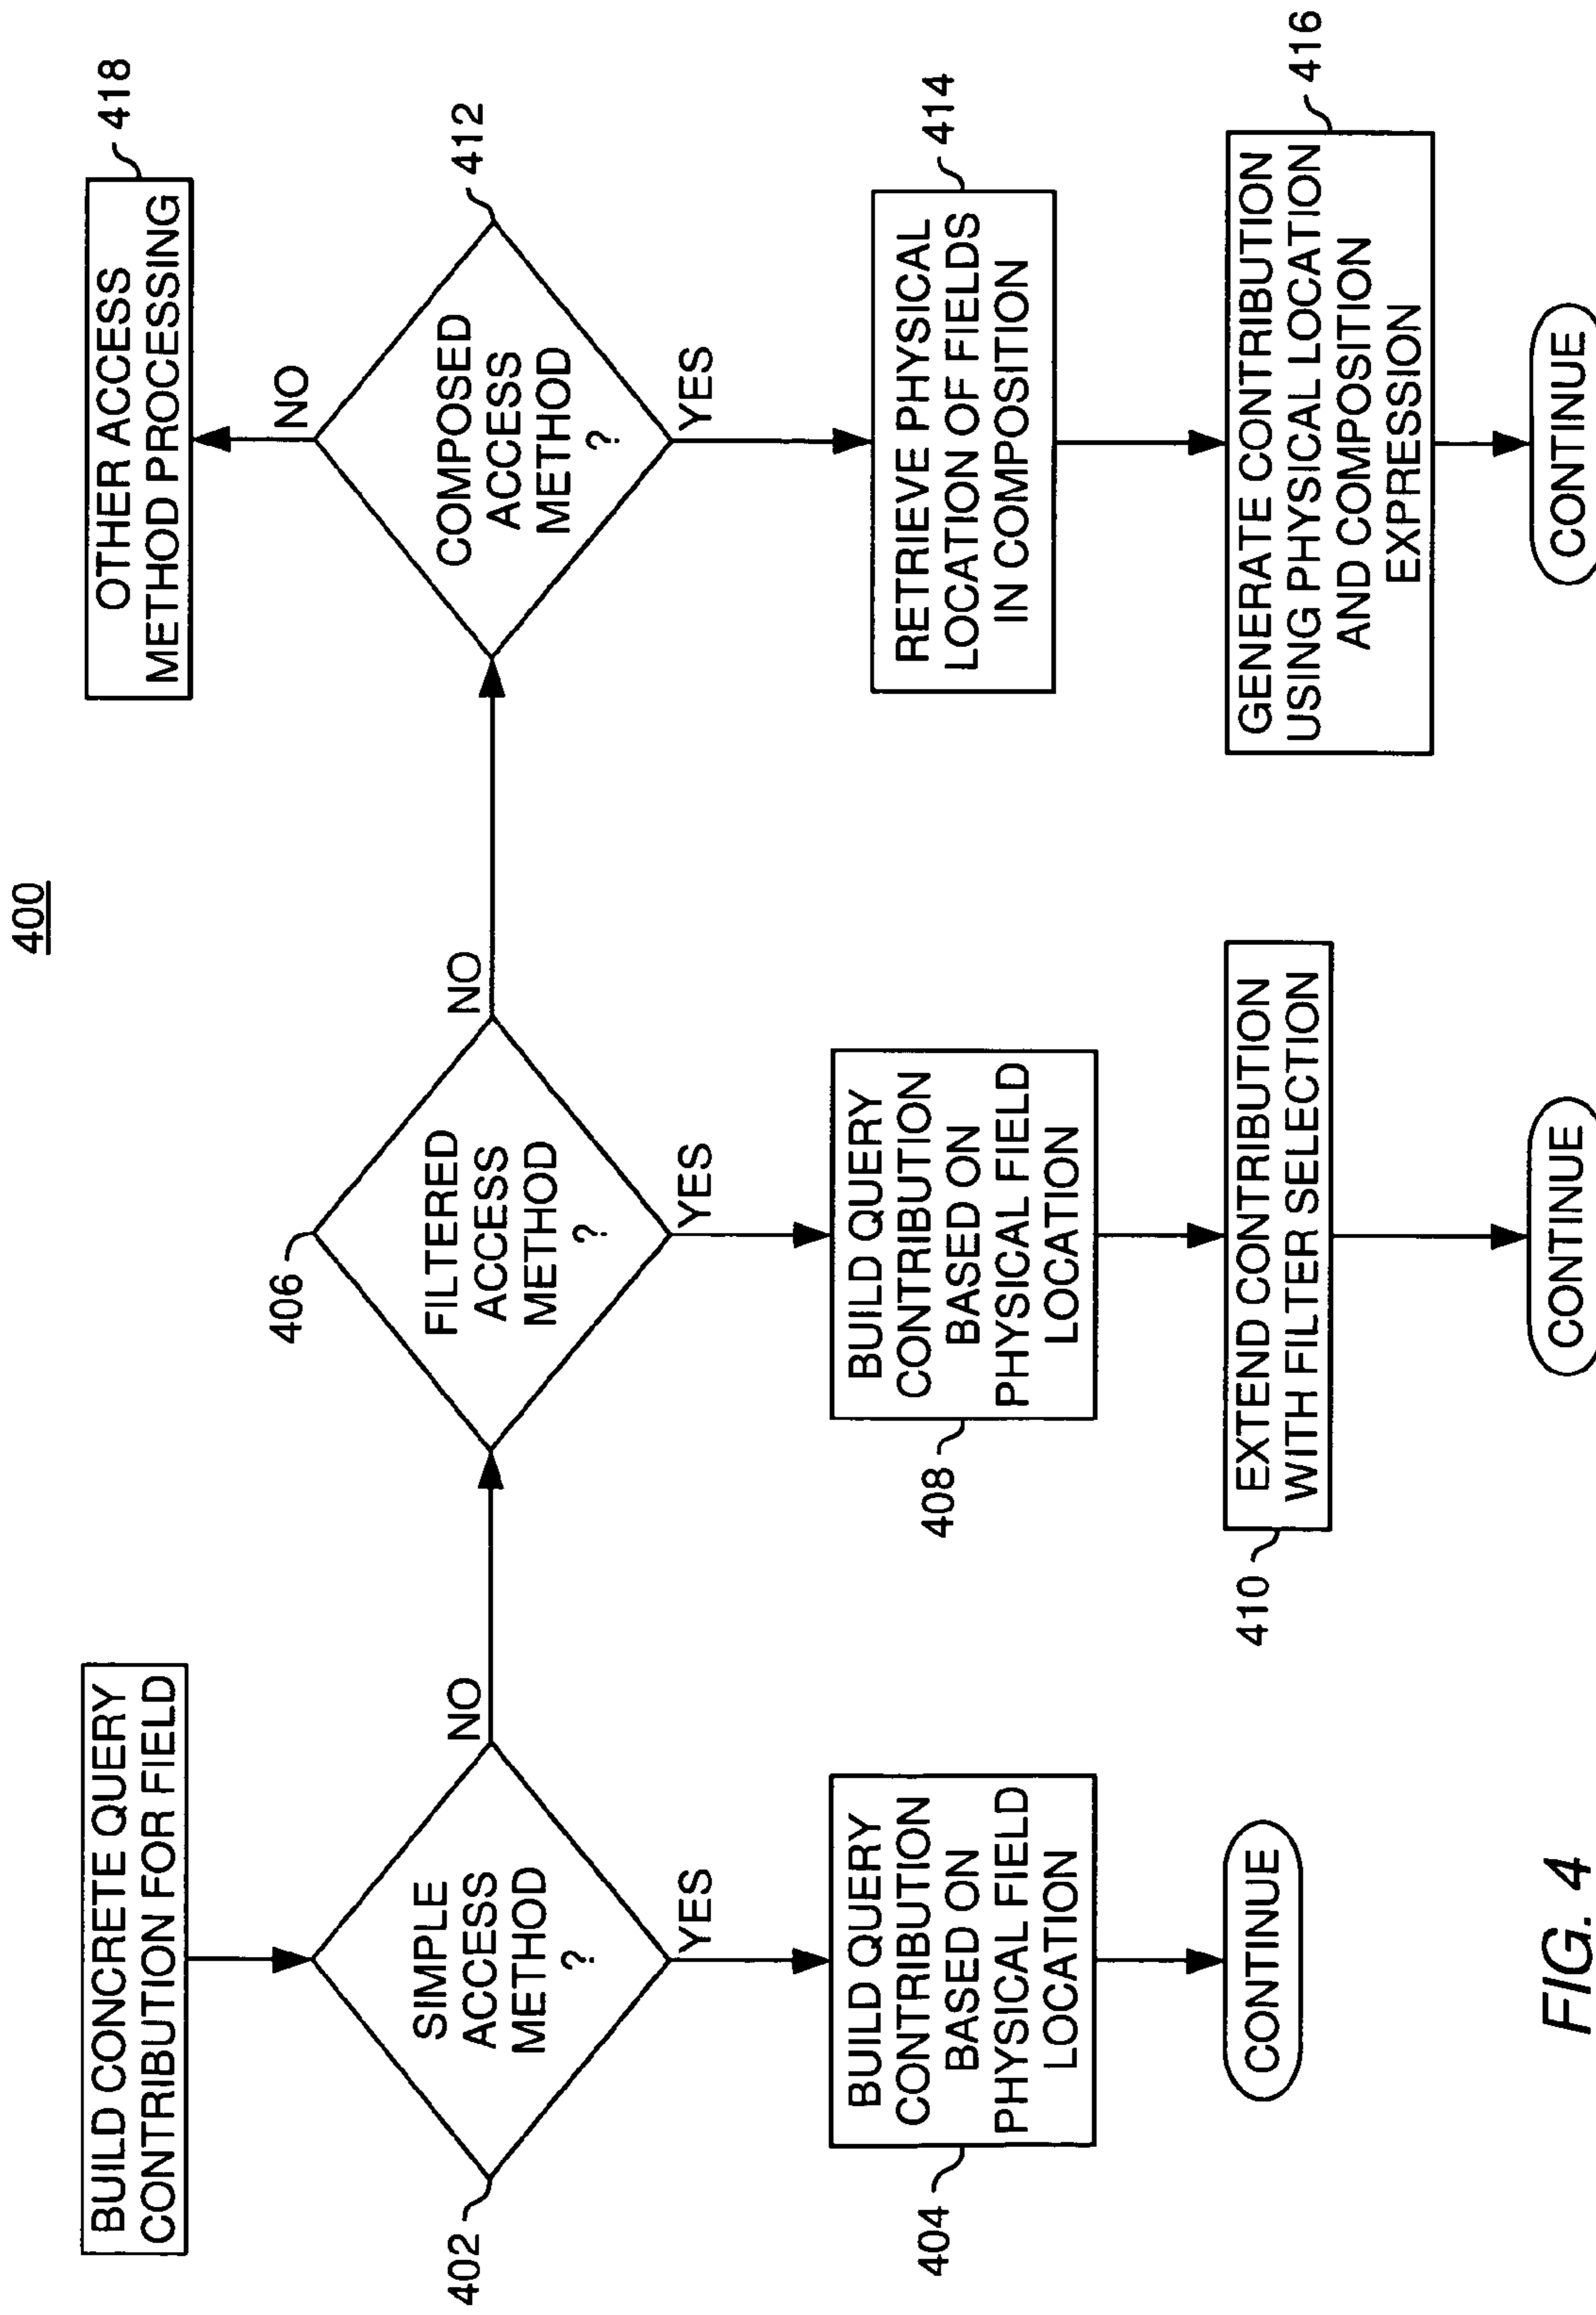 400
BUILD CONCRETE QUERY
CONTRIBUTION FOR FIELD
402
SIMPLE
ACCESS
METHOD
?
NO
YES
404
BUILD QUERY
CONTRIBUTION
BASED ON
PHYSICAL FIELD
LOCATION
CONTINUE
406
FILTERED
ACCESS
METHOD
?
NO
YES
408
BUILD QUERY
CONTRIBUTION
BASED ON
PHYSICAL FIELD
LOCATION
410
EXTEND CONTRIBUTION
WITH FILTER SELECTION
CONTINUE
412
COMPOSED
ACCESS
METHOD
?
NO
418
OTHER ACCESS
METHOD PROCESSING
YES
414
RETRIEVE PHYSICAL
LOCATION OF FIELDS
IN COMPOSITION
416
GENERATE CONTRIBUTION
USING PHYSICAL LOCATION
AND COMPOSITION
EXPRESSION
CONTINUE
FIG. 4